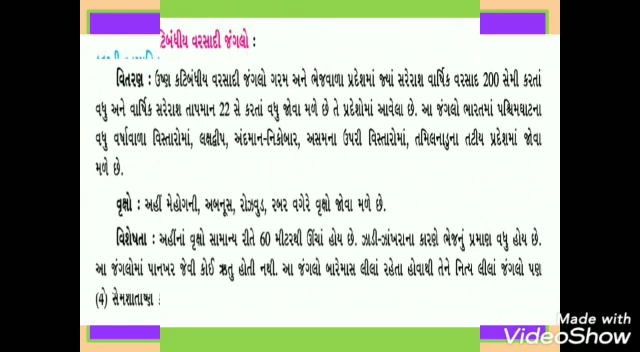 ટિબંધીય વરસાદી જંગલો :
વિતરણ : ઉષ્ણ કટિબંધીય વરસાદી જંગલો ગરમ અને ભેજવાળા પ્રદેશમાં જ્યાં સરેરાશ વાર્ષિક વરસાદ 200 સેમી કરતાં
વધુ અને વાર્ષિક સરેરાશ તાપમાન 22 સે કરતાં વધુ જોવા મળે છે તે પ્રદેશોમાં આવેલા છે. આ જંગલો ભારતમાં પશ્ચિમઘાટના
વધુ વર્ષાવાળા વિસ્તારોમાં, લક્ષદ્વીપ, અંદમાન-નિકોબાર, અસમના ઉપરી વિસ્તારોમાં, તમિલનાડુના તટીય પ્રદેશમાં જોવા
મળે છે.
વૃક્ષો : અહીં મેહોગની, અબનૂસ, રોઝવુડ, રબર વગેરે વૃક્ષો જોવા મળે છે.
વિશેષતા : અહીંનાં વૃક્ષો સામાન્ય રીતે 60 મીટરથી ઊંચાં હોય છે. ઝાડી-ઝાંખરાના કારણે ભેજનું પ્રમાણ વધુ હોય છે.
આ જંગલોમાં પાનખર જેવી કોઈ ઋતુ હોતી નથી. આ જંગલો બારેમાસ લીલાં રહેતા હોવાથી તેને નિત્ય લીલાં જંગલો પણ
(4)
Made with
VideoShow